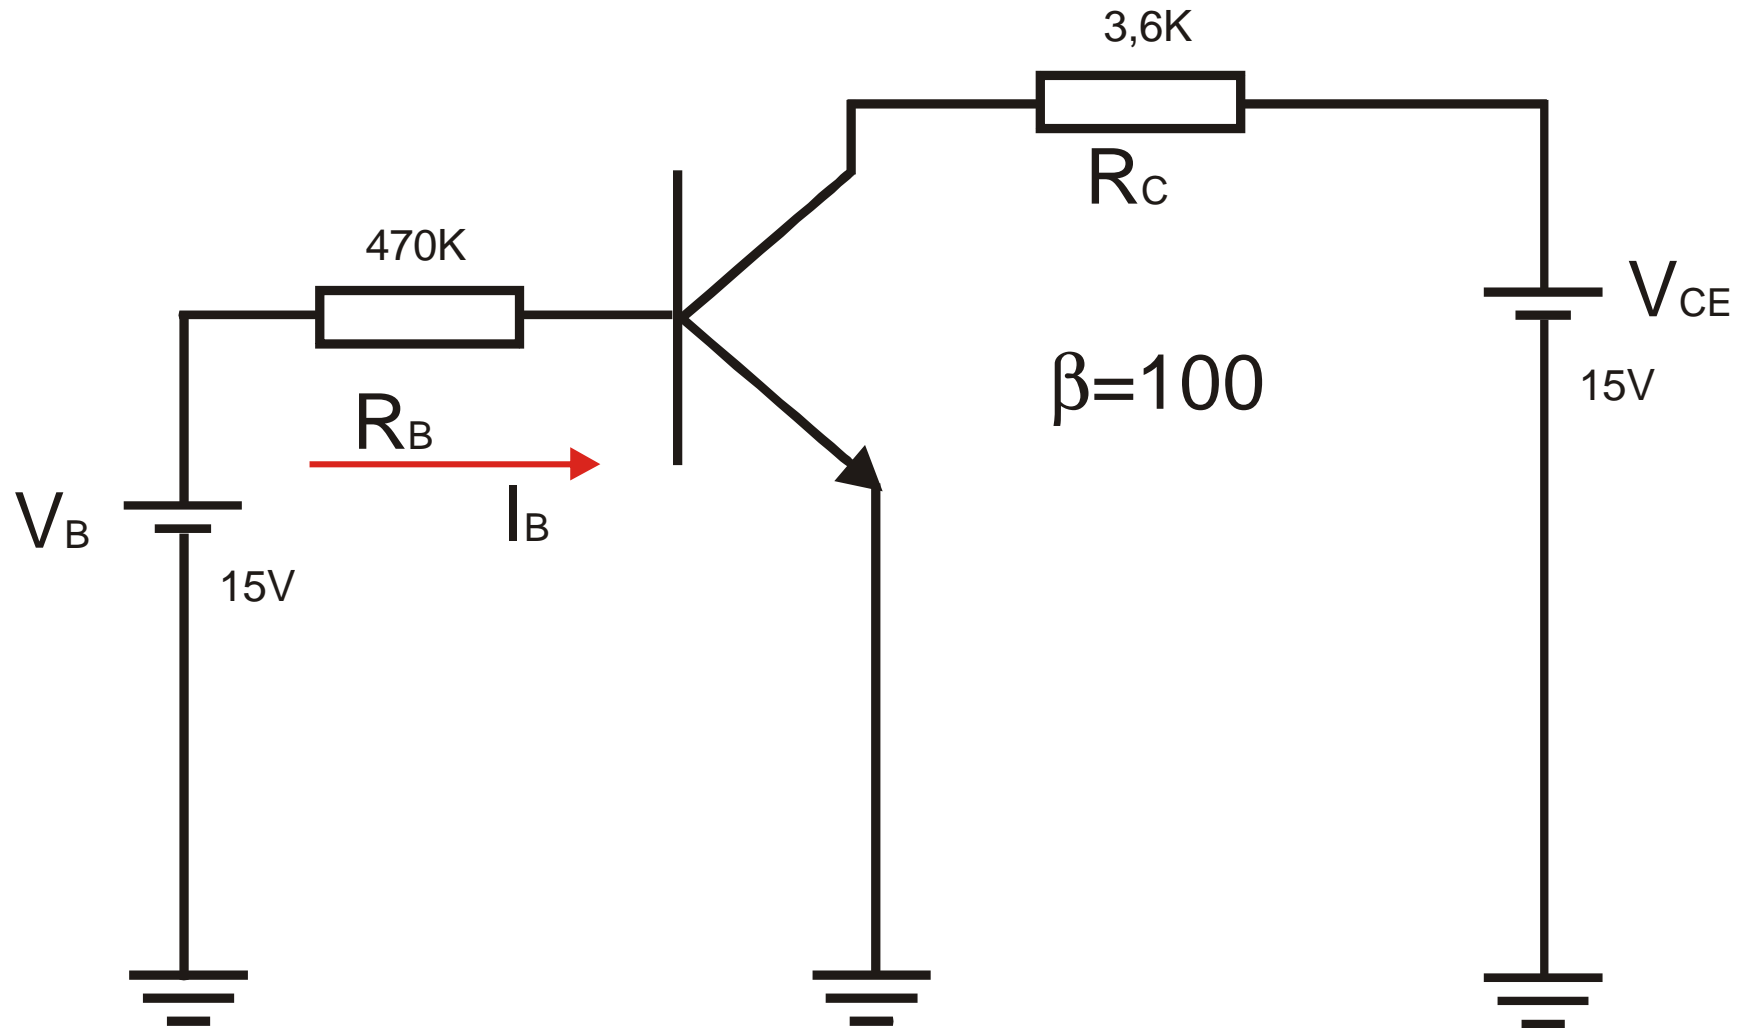 3,6K
RC
470K
VCE
β=100
15V
RB
VB
IB
15V